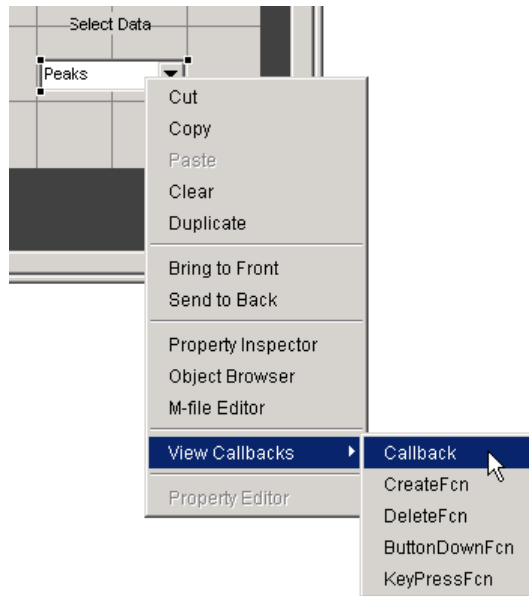 Select Data
Peaks
Cut
Copy
Paste
Clear
Duplicate
Bring to Front
Send to Back
Property Inspector
Object Browser
M-file Editor
View Callbacks
Property Editor
Callback
CreateFcn
DeleteFcn
ButtonDownFcn
KeyPressFcn